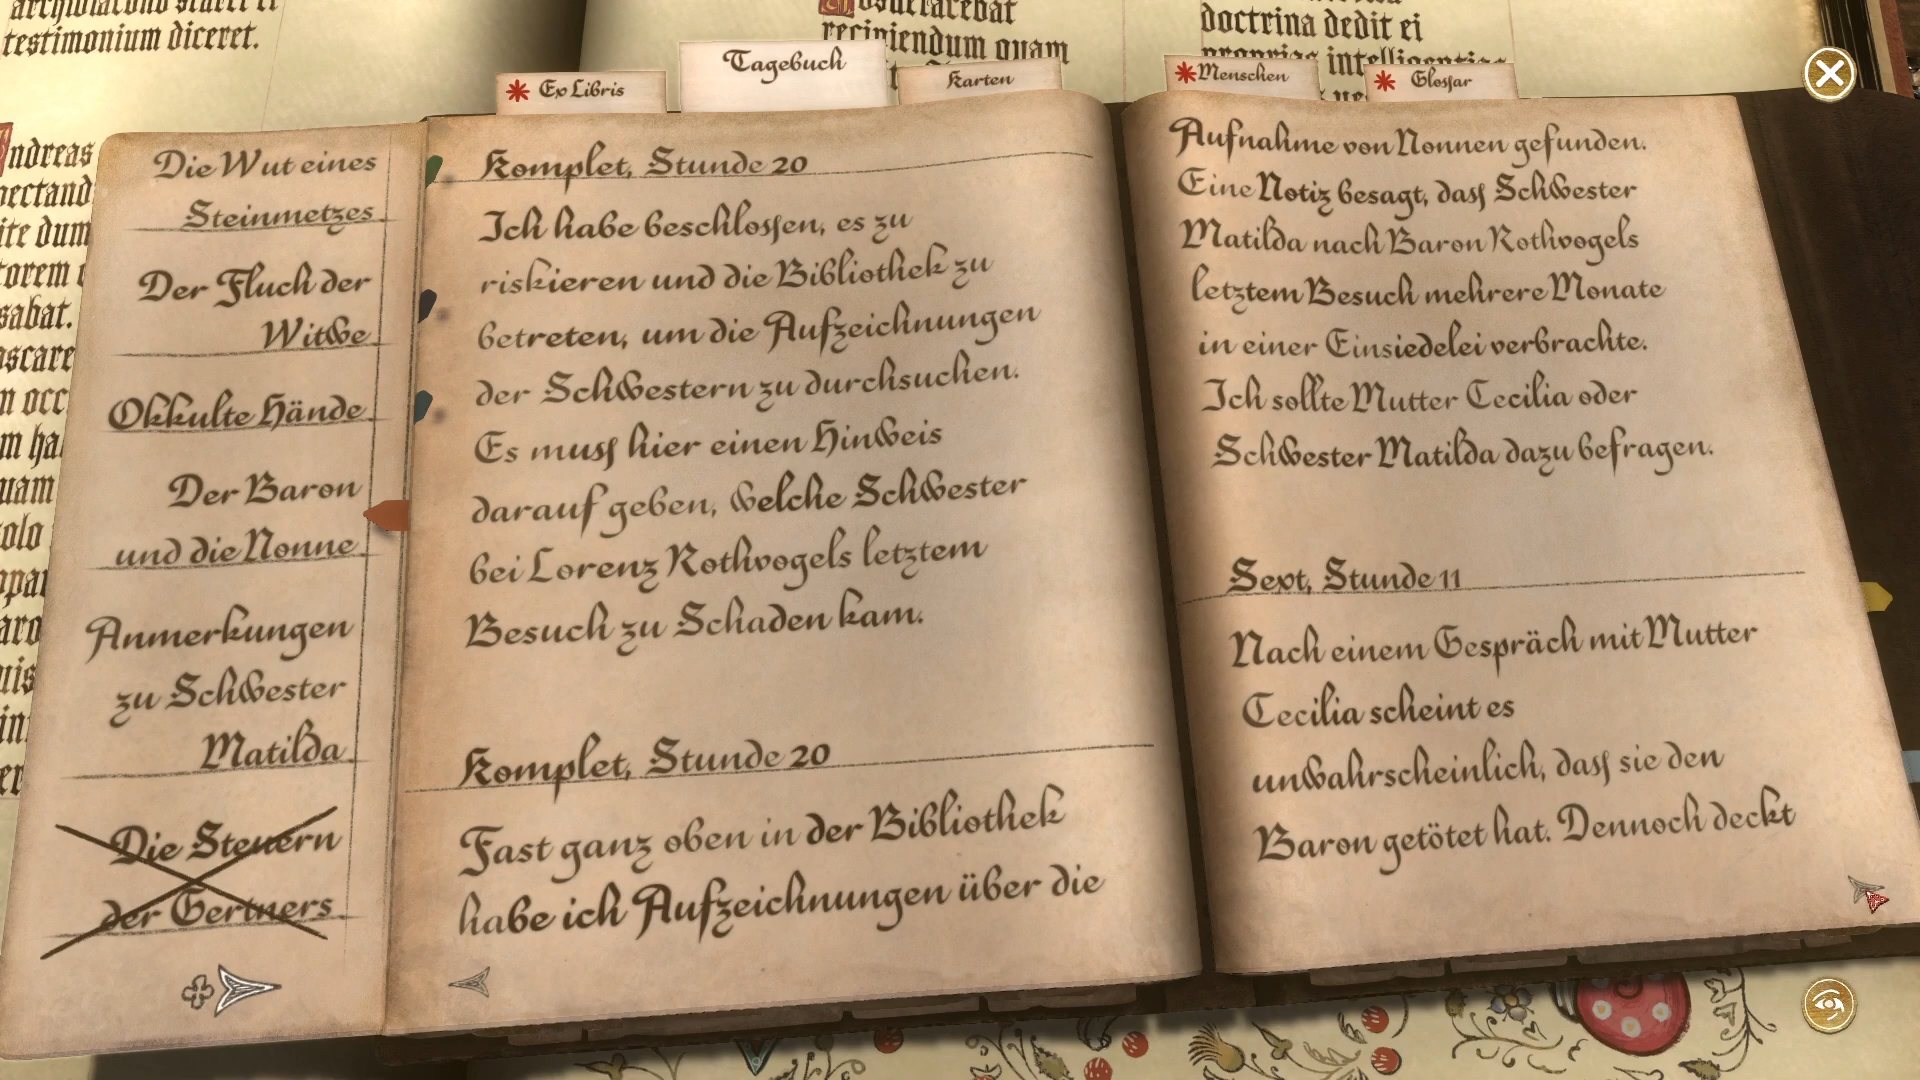 testimonium diceret.
recipiendum quam
doctrina dedit ei
Ex Libris
Tagebuch
Karten
Menschen
Glossar
Die Wut eines
Steinmetzes
Der Fluch der
Witwe
Okkulte Hände
Der Baron
und die Nonne
Anmerkungen
zu Schwester
Matilda
Die Steuern
der Gertners
Komplet, Stunde 20
Ich habe beschlossen, es zu
riskieren und die Bibliothek zu
betreten, um die Aufzeichnungen
der Schwestern zu durchsuchen.
Es muss hier einen Hinweis
darauf geben, welche Schwester
bei Lorenz Rothvogels letztem
Besuch zu Schaden kam.
Komplet, Stunde 20
Fast ganz oben in der Bibliothek
habe ich Aufzeichnungen über die
Aufnahme von Nonnen gefunden.
Eine Notiz besagt, dass Schwester
Matilda nach Baron Rothvogels
letztem Besuch mehrere Monate
in einer Einsiedelei verbrachte.
Ich sollte Mutter Cecilia oder
Schwester Matilda dazu befragen.
Sext, Stunde 11
Nach einem Gespräch mit Mutter
Cecilia scheint es
unwahrscheinlich, dass sie den
Baron getötet hat. Dennoch deckt